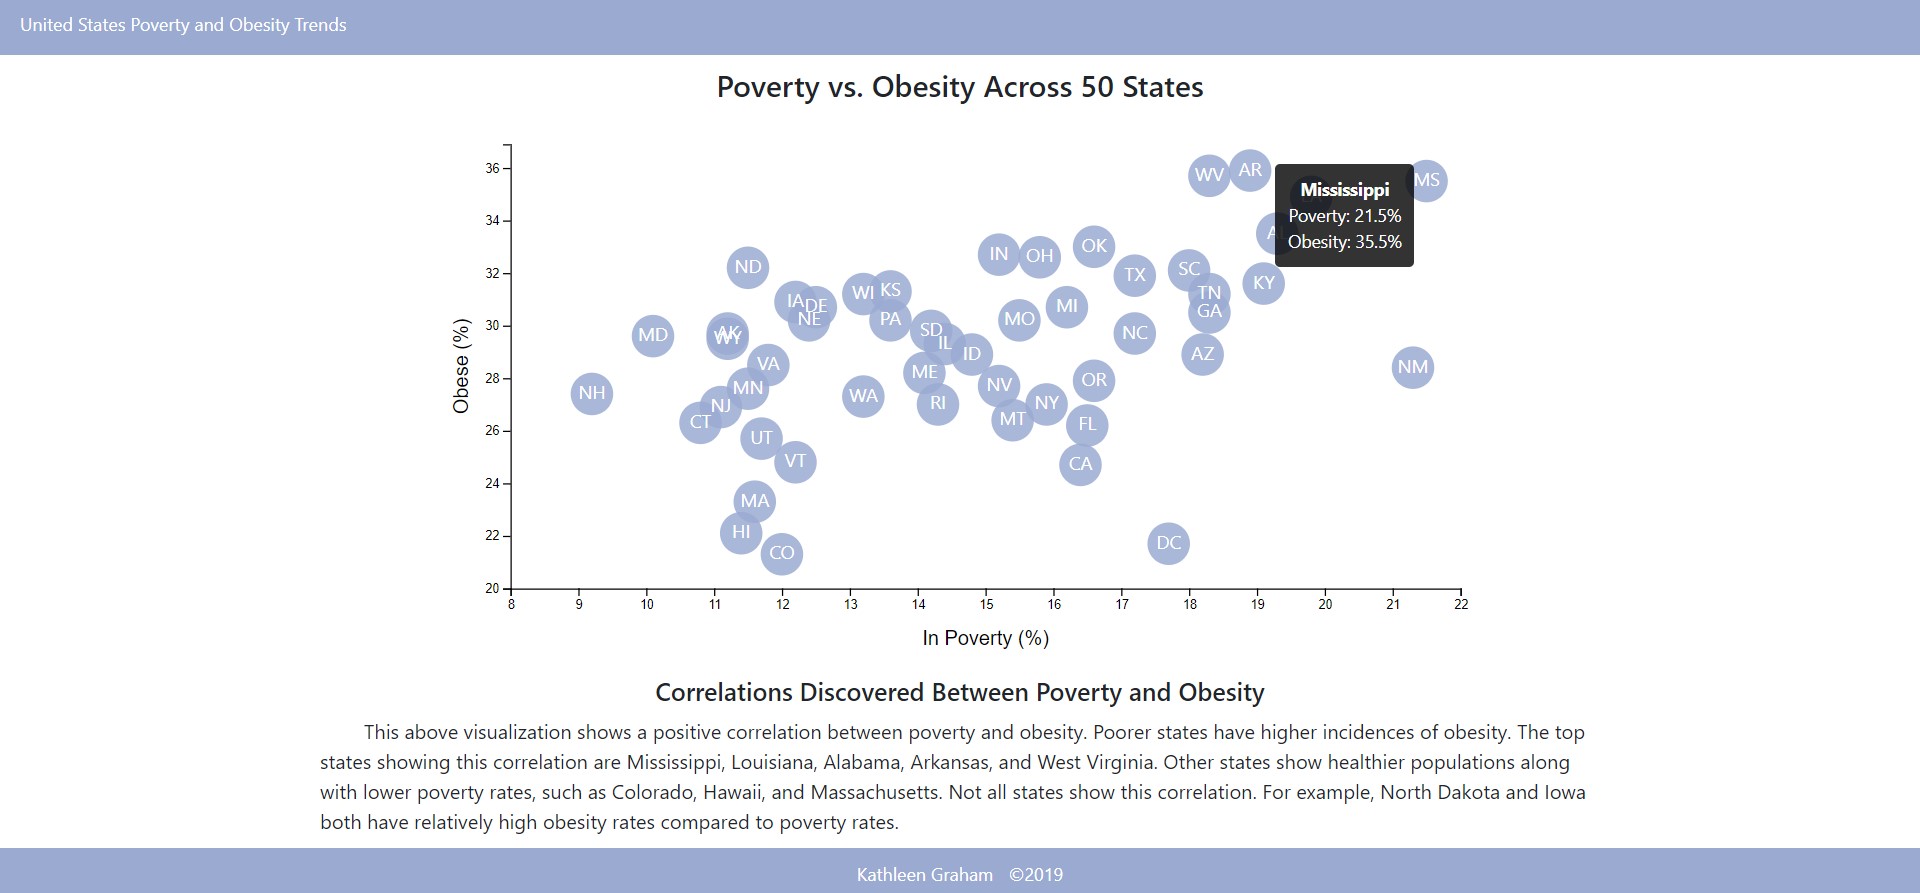 United States Poverty and Obesity Trends
Poverty vs. Obesity Across 50 States
36
34
32
30
28
26
24
22
20
Obese (%)
WV
AR
MS
Mississippi
Poverty: 21.5%
Obesity: 35.5%
ND
IN
OH
OK
TX
SC
KY
IA
DE
NE
WI
KS
PA
MI
TN
GA
MD
AK
WY
SD
IL
ID
MO
NC
AZ
NM
VA
ME
NH
MN
NJ
CT
WA
RI
NV
MT
NY
OR
FL
UT
VT
CA
MA
HI
CO
DC
8 9 10 11 12 13 14 15 16 17 18 19 20 21 22
In Poverty (%)
Correlations Discovered Between Poverty and Obesity
This above visualization shows a positive correlation between poverty and obesity. Poorer states have higher incidences of obesity. The top
states showing this correlation are Mississippi, Louisiana, Alabama, Arkansas, and West Virginia. Other states show healthier populations along
with lower poverty rates, such as Colorado, Hawaii, and Massachusetts. Not all states show this correlation. For example, North Dakota and Iowa
both have relatively high obesity rates compared to poverty rates.
Kathleen Graham ©2019